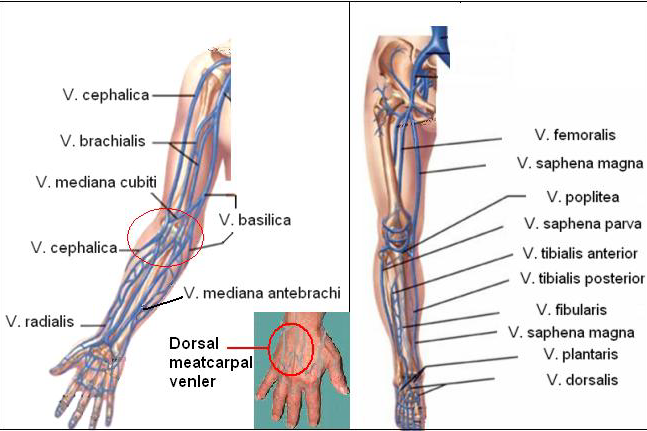 V. cephalica
V. brachialis
V. mediana cubiti
V. basilica
V. cephalica
V. mediana antebrachi
V. radialis
Dorsal
meatcarpal
venler
V. femoralis
V. saphena magna
V. poplitea
V. saphena parva
V. tibialis anterior
V. tibialis posterior
V. fibularis
V. saphena magna
V. plantaris
V. dorsalis